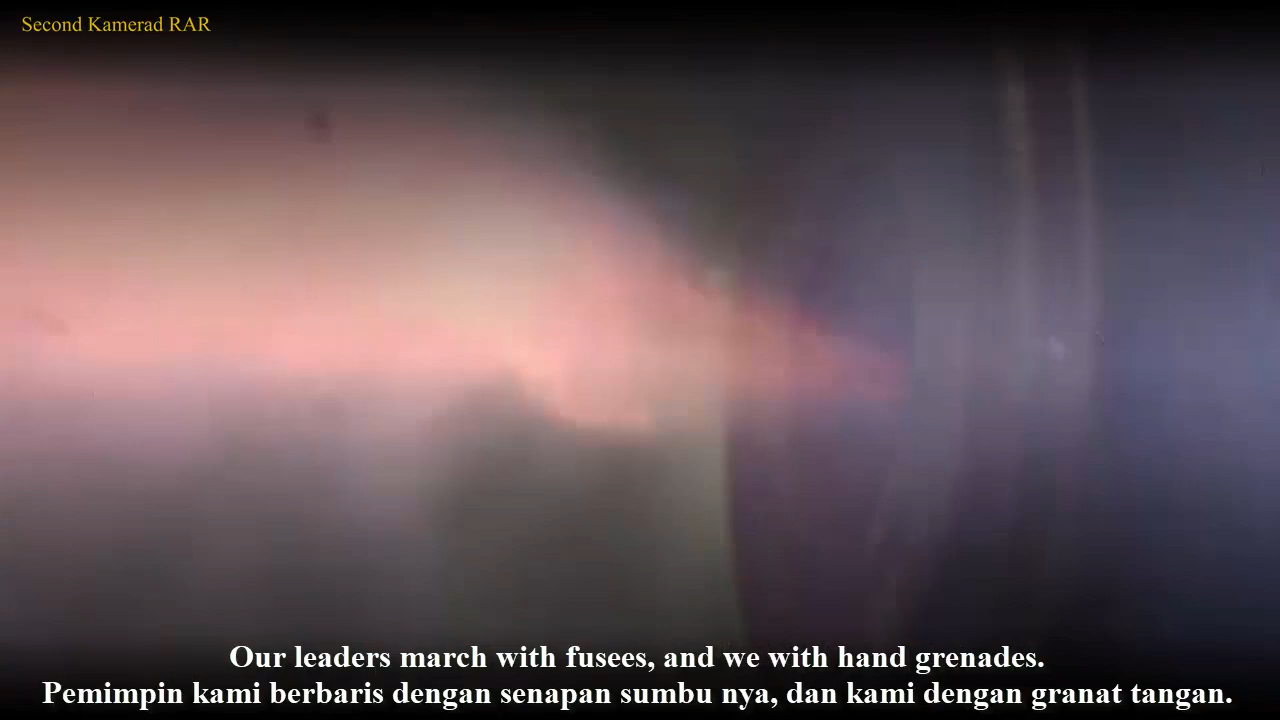 Second Kamerad RAR
Our leaders march with fusees, and we with hand grenades.
Pemimpin kami berbaris dengan senapan sumbu nya, dan kami dengan granat tangan.